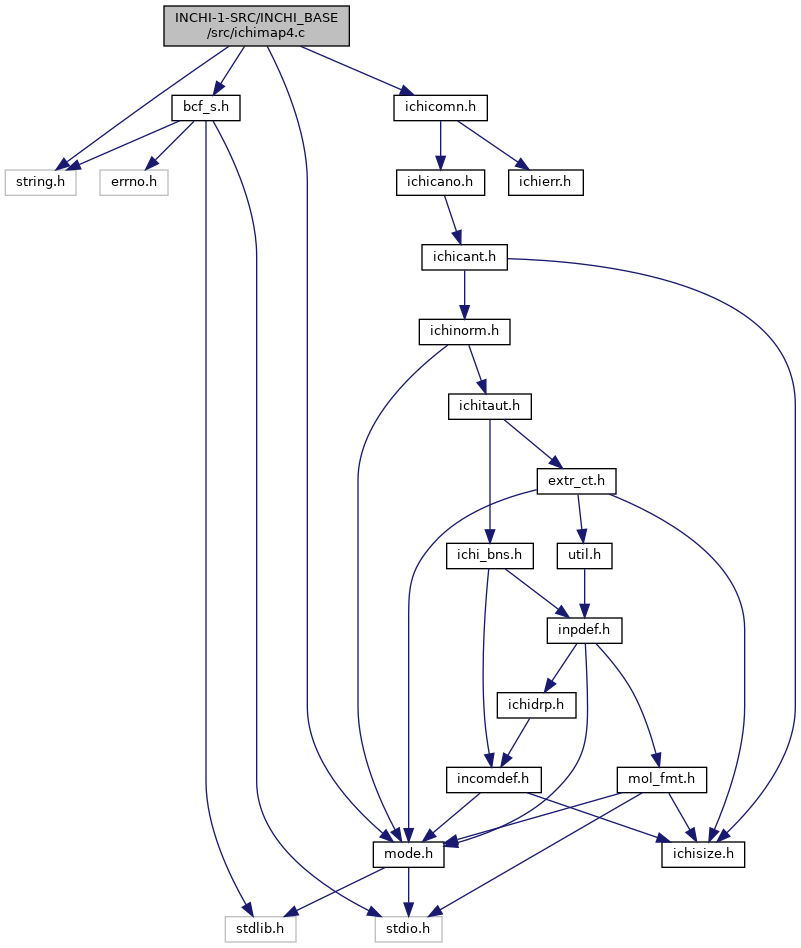 INCHI-1-SRC/INCHI_BASE
/src/ichimap4.c
bcf_s.h
ichicomn.h
string.h
errno.h
ichicano.h
ichierr.h
ichicant.h
ichinorm.h
ichitaut.h
extr_ct.h
ichi_bns.h
util.h
inpdef.h
ichidrp.h
incomdef.h
mol_fmt.h
mode.h
ichisize.h
stdlib.h
stdio.h